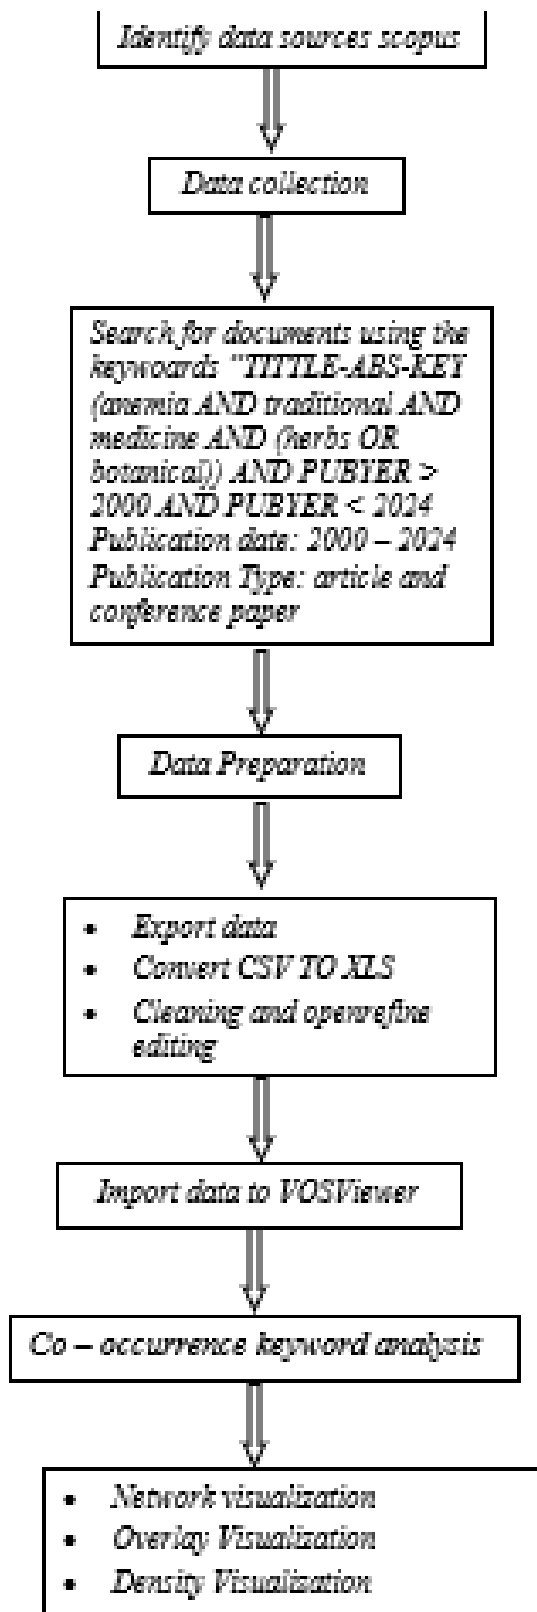 Identify data sources scopus
Data collection
Search for documents using the
keywoards "TITTLE-ABS-KEY
(anemia AND traditional AND
medicine AND (herbs OR
botanical)) AND PUBYER >
2000 AND PUBYER < 2024
Publication date: 2000 – 2024
Publication Type: article and
conference paper
Data Preparation
• Export data
• Convert CSV TO XLS
• Cleaning and openrefine
editing
Import data to VOSViewer
Co – occurrence keyword analysis
• Network visualization
• Overlay Visualization
• Density Visualization